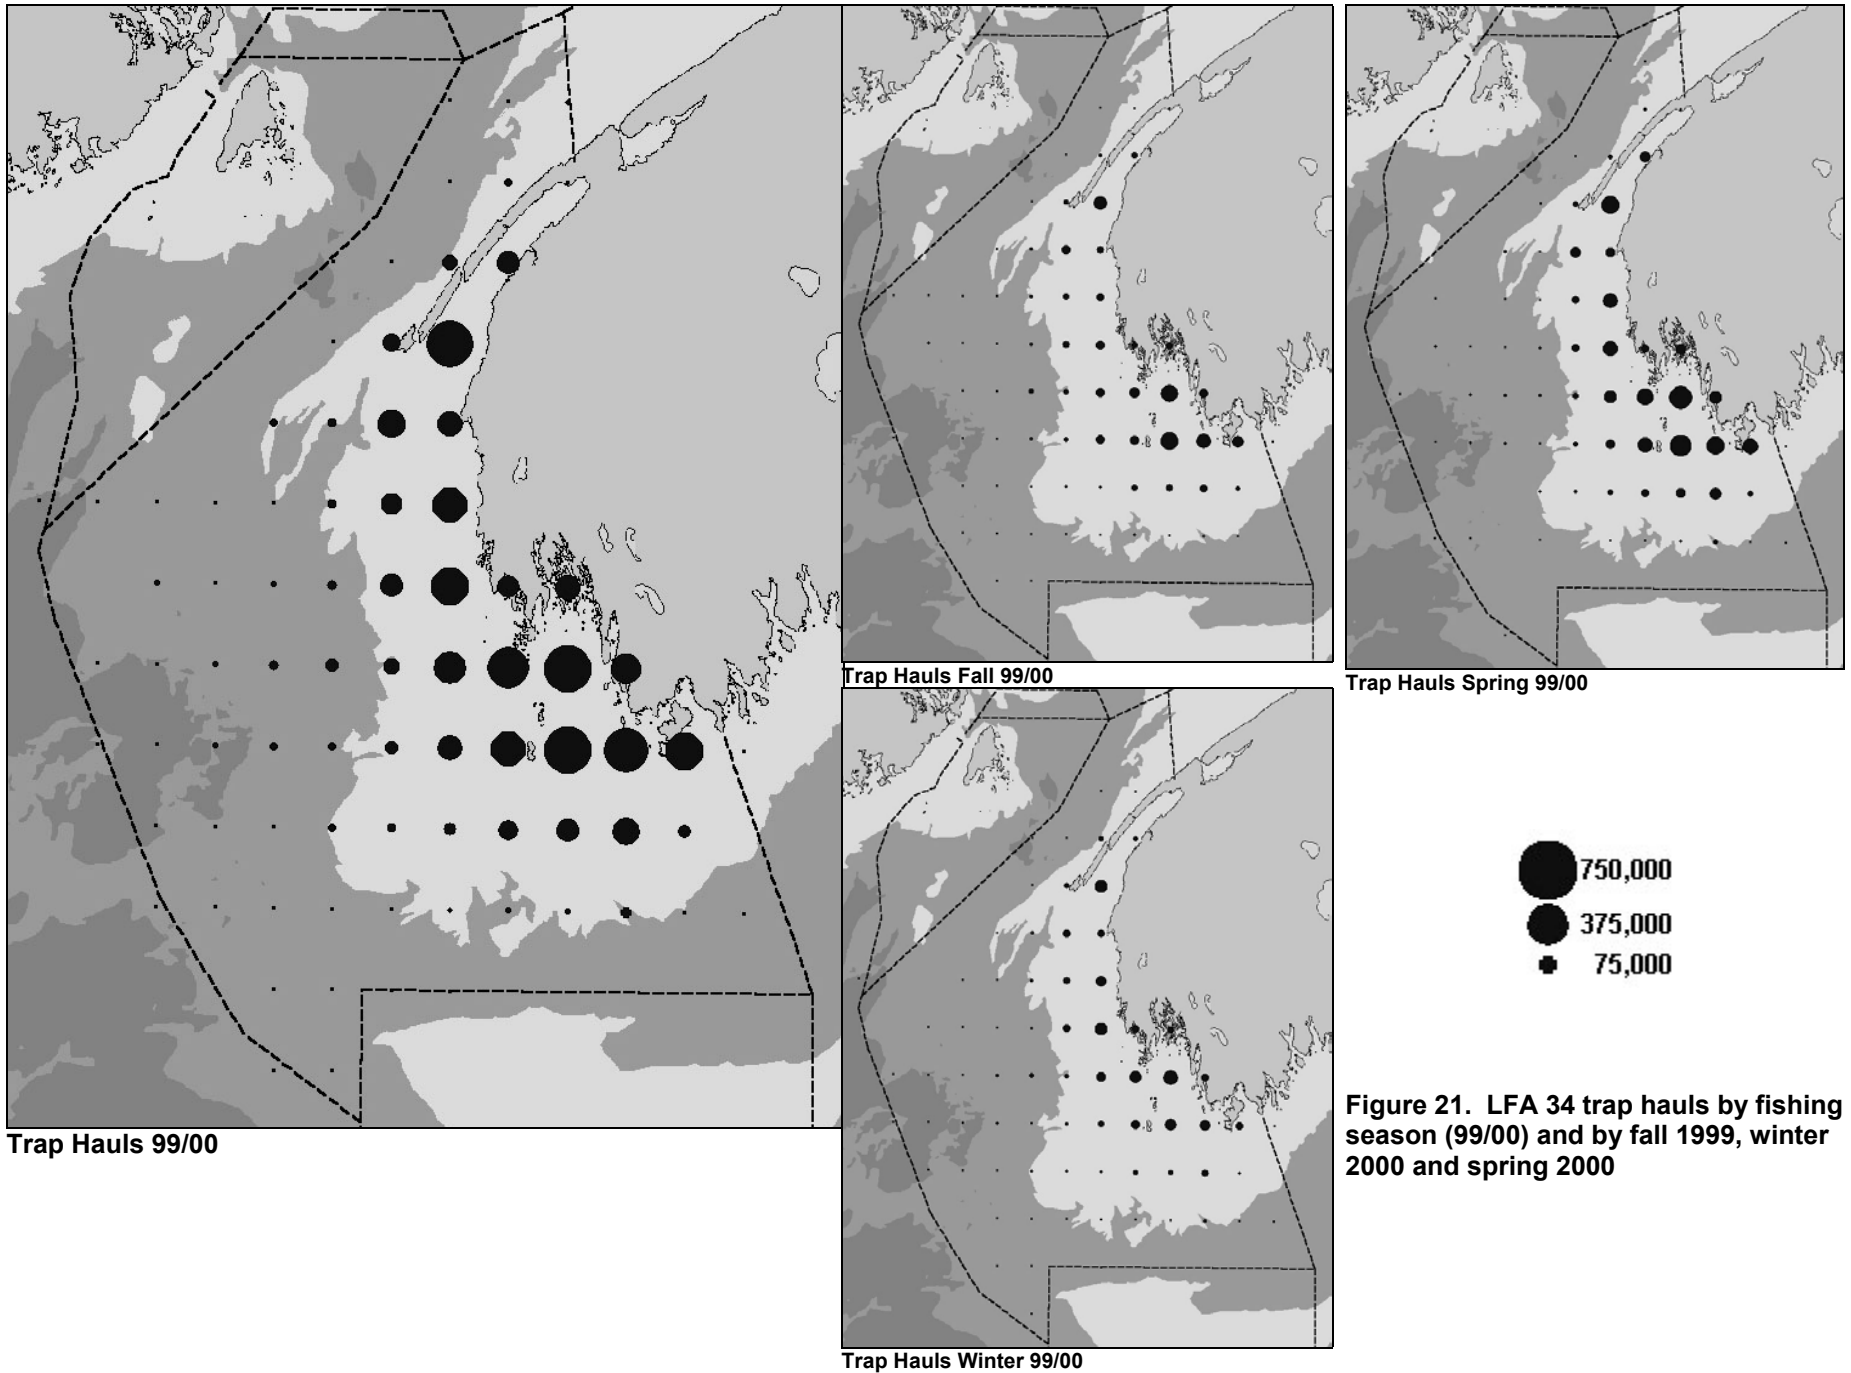 Trap Hauls 99/00
Trap Hauls Fall 99/00
Trap Hauls Spring 99/00
Trap Hauls Winter 99/00
750,000
375,000
75,000
Figure 21.  LFA 34 trap hauls by fishing
season (99/00) and by fall 1999, winter
2000 and spring 2000